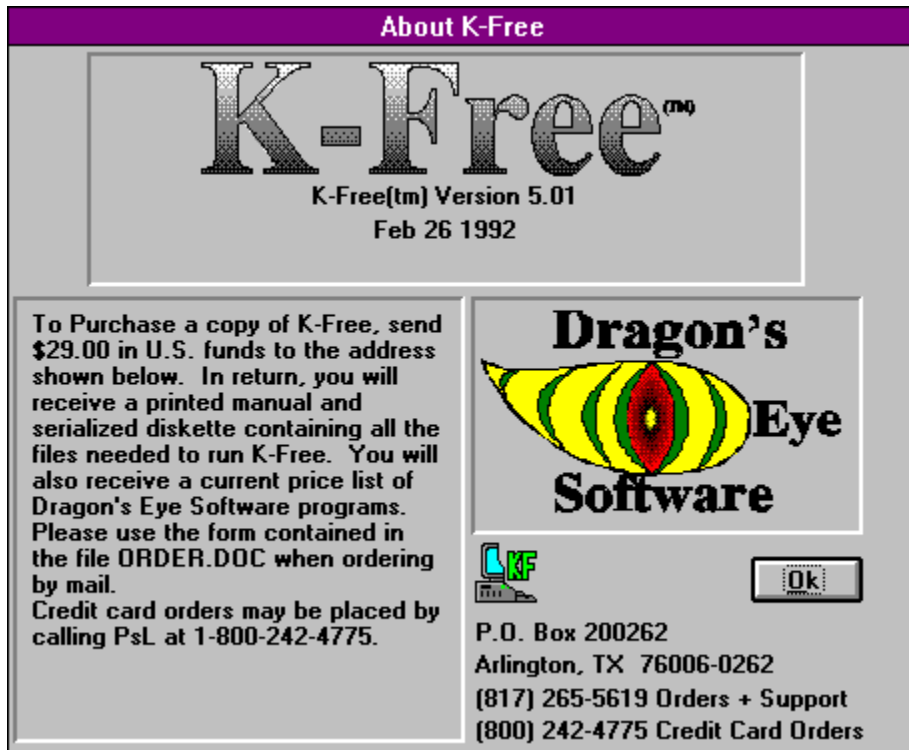 About K-Free
K-Free(TM)
K-Free(tm) Version 5.01
Feb 26 1992
To Purchase a copy of K-Free, send
$29.00 in U.S. funds to the address
shown below.  In return, you will
receive a printed manual and
serialized diskette containing all the
files needed to run K-Free.  You will
also receive a current price list of
Dragon's Eye Software programs.
Please use the form contained in
the file ORDER.DOC when ordering
by mail.
Credit card orders may be placed by
calling PsL at 1-800-242-4775.
Dragon's
Eye
Software
KF
Ok
P.O. Box 200262
Arlington, TX  76006-0262
(817) 265-5619 Orders + Support
(800) 242-4775 Credit Card Orders